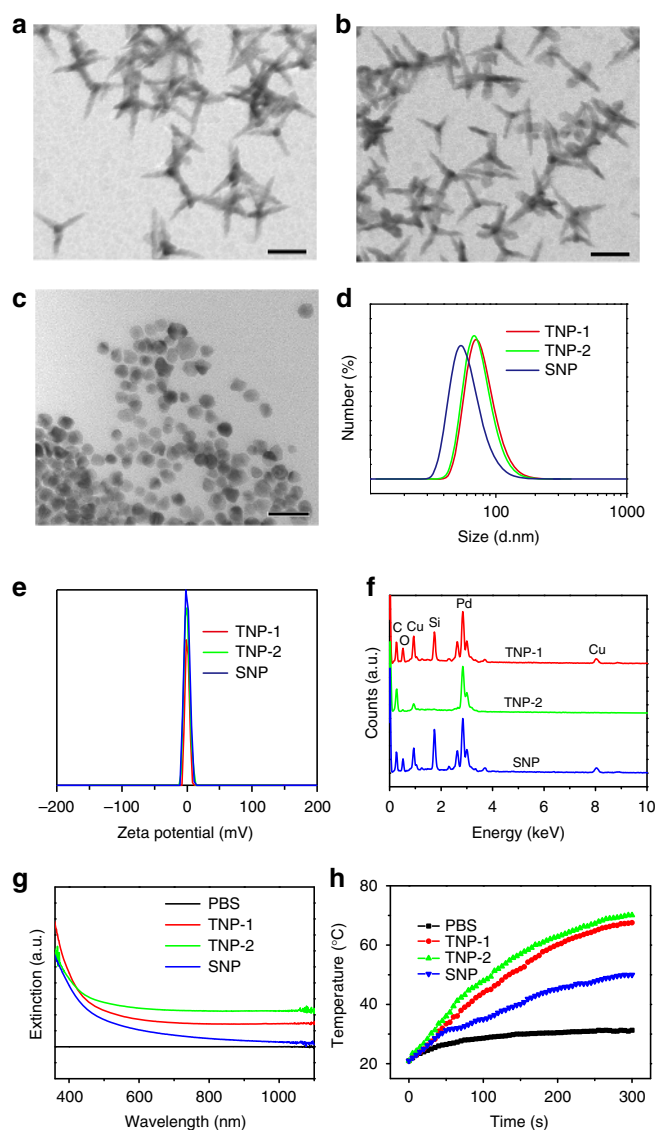 a
b
c
d
TNP-1
TNP-2
SNP
Number (%)
100
1000
Size (d.nm)
e
TNP-1
TNP-2
SNP
–200
–100
0
100
200
Zeta potential (mV)
f
Counts (a.u.)
C
O
Cu
Si
Pd
TNP-1
Cu
TNP-2
SNP
0
2
4
6
8
10
Energy (keV)
g
PBS
TNP-1
TNP-2
SNP
Extinction (a.u.)
400
600
800
1000
Wavelength (nm)
h
PBS
TNP-1
TNP-2
SNP
Temperature (°C)
80
60
40
20
0
100
200
300
Time (s)